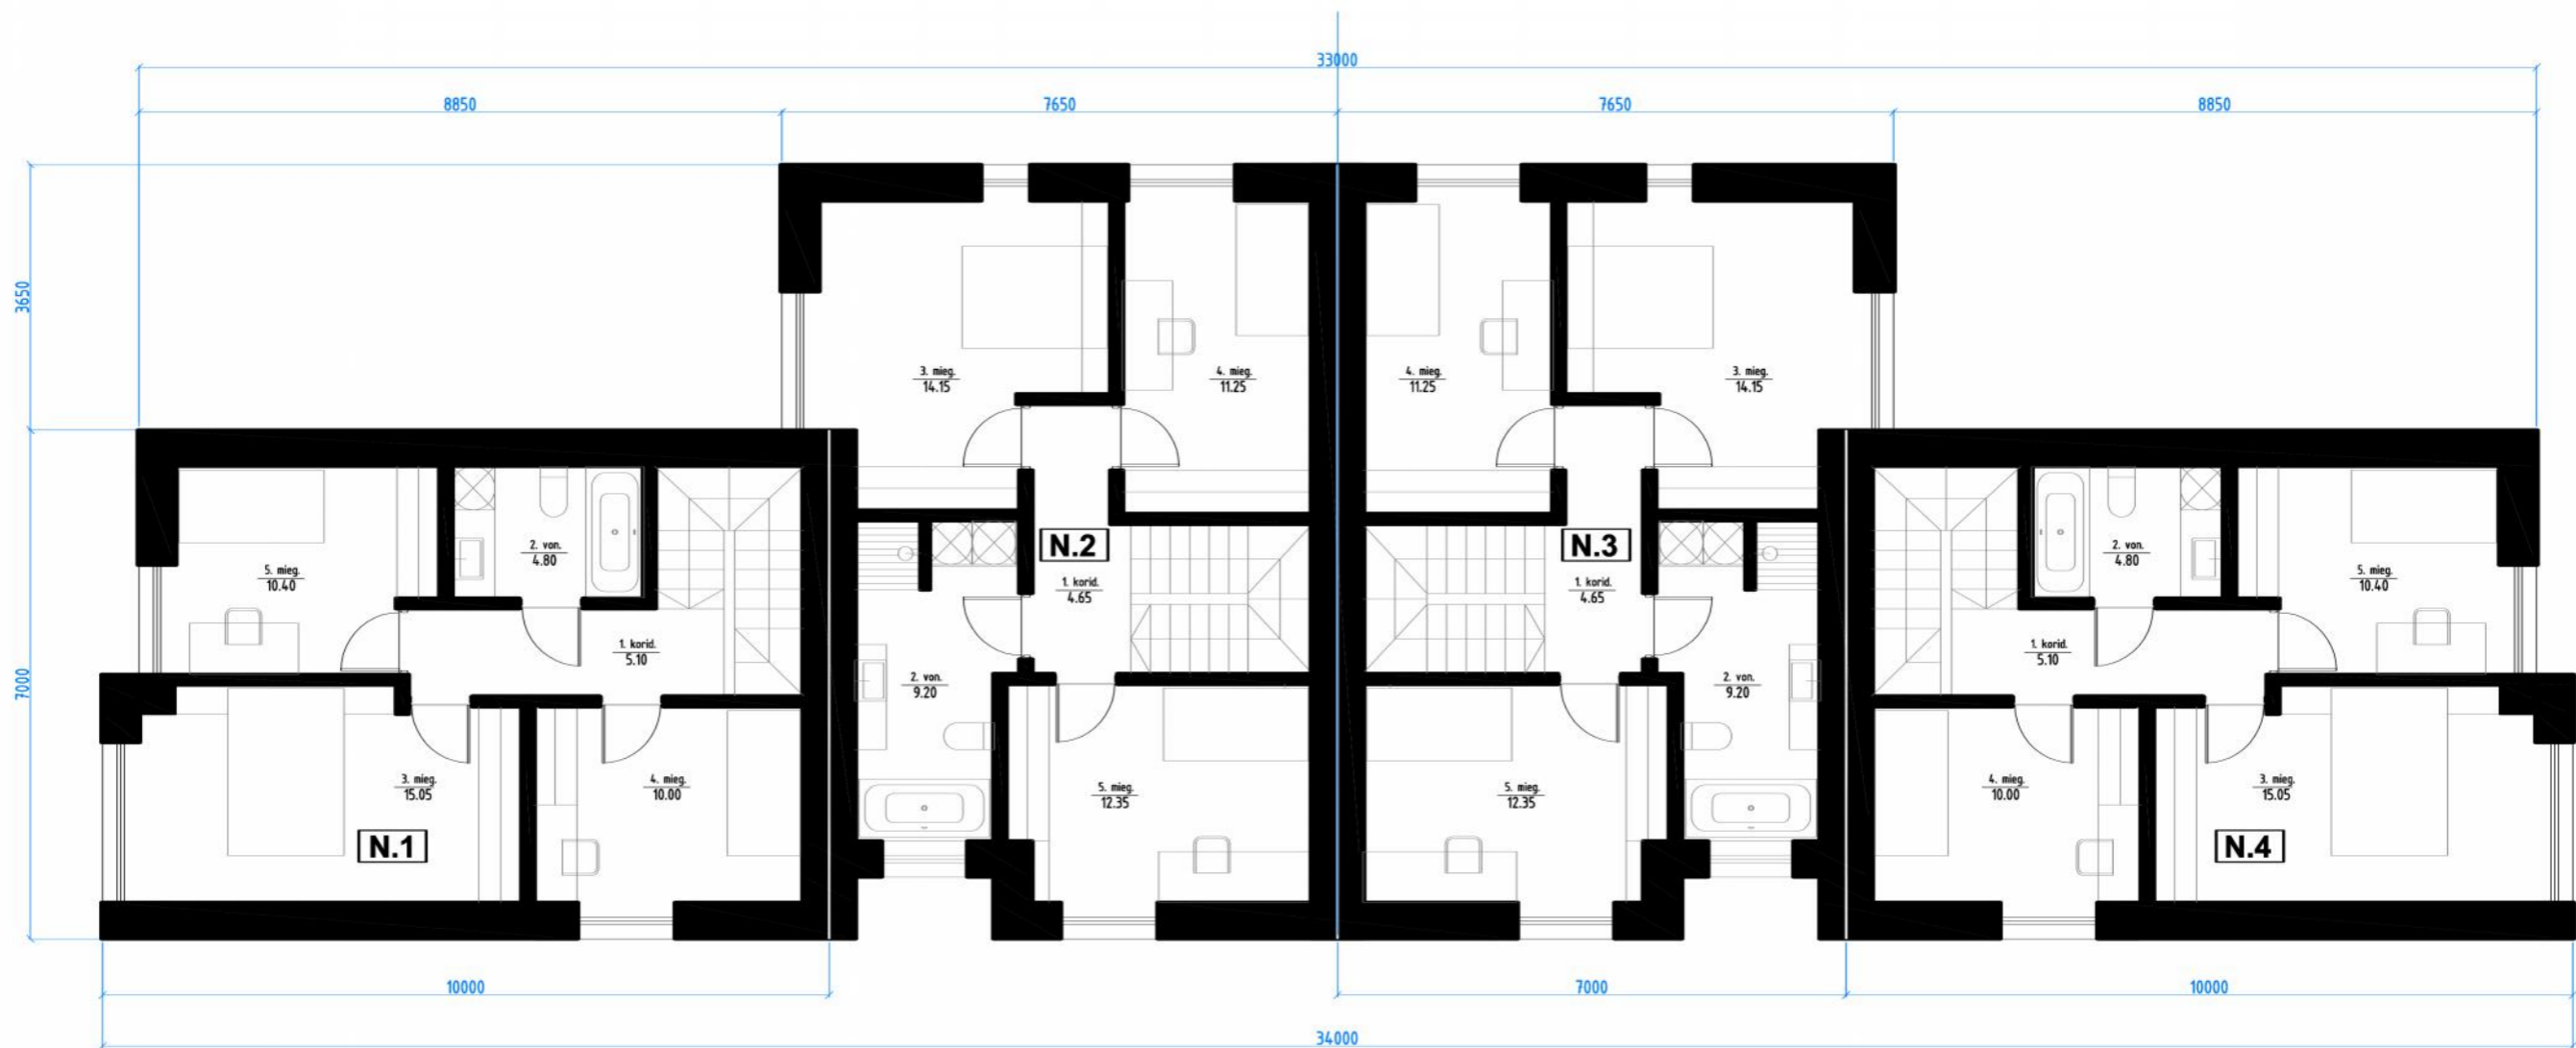 33000
8850
7650
7650
8850
3650
7000
3. mieg.
14.15
4. mieg.
11.25
4. mieg.
11.25
3. mieg.
14.15
N.2
N.3
5. mieg.
10.40
2. von.
4.80
1. korid.
4.65
1. korid.
4.65
2. von.
4.80
5. mieg.
10.40
1. korid.
5.10
1. korid.
5.10
2. von.
9.20
2. von.
9.20
3. mieg.
15.05
4. mieg.
10.00
5. mieg.
12.35
5. mieg.
12.35
4. mieg.
10.00
3. mieg.
15.05
N.1
N.4
10000
7000
10000
34000